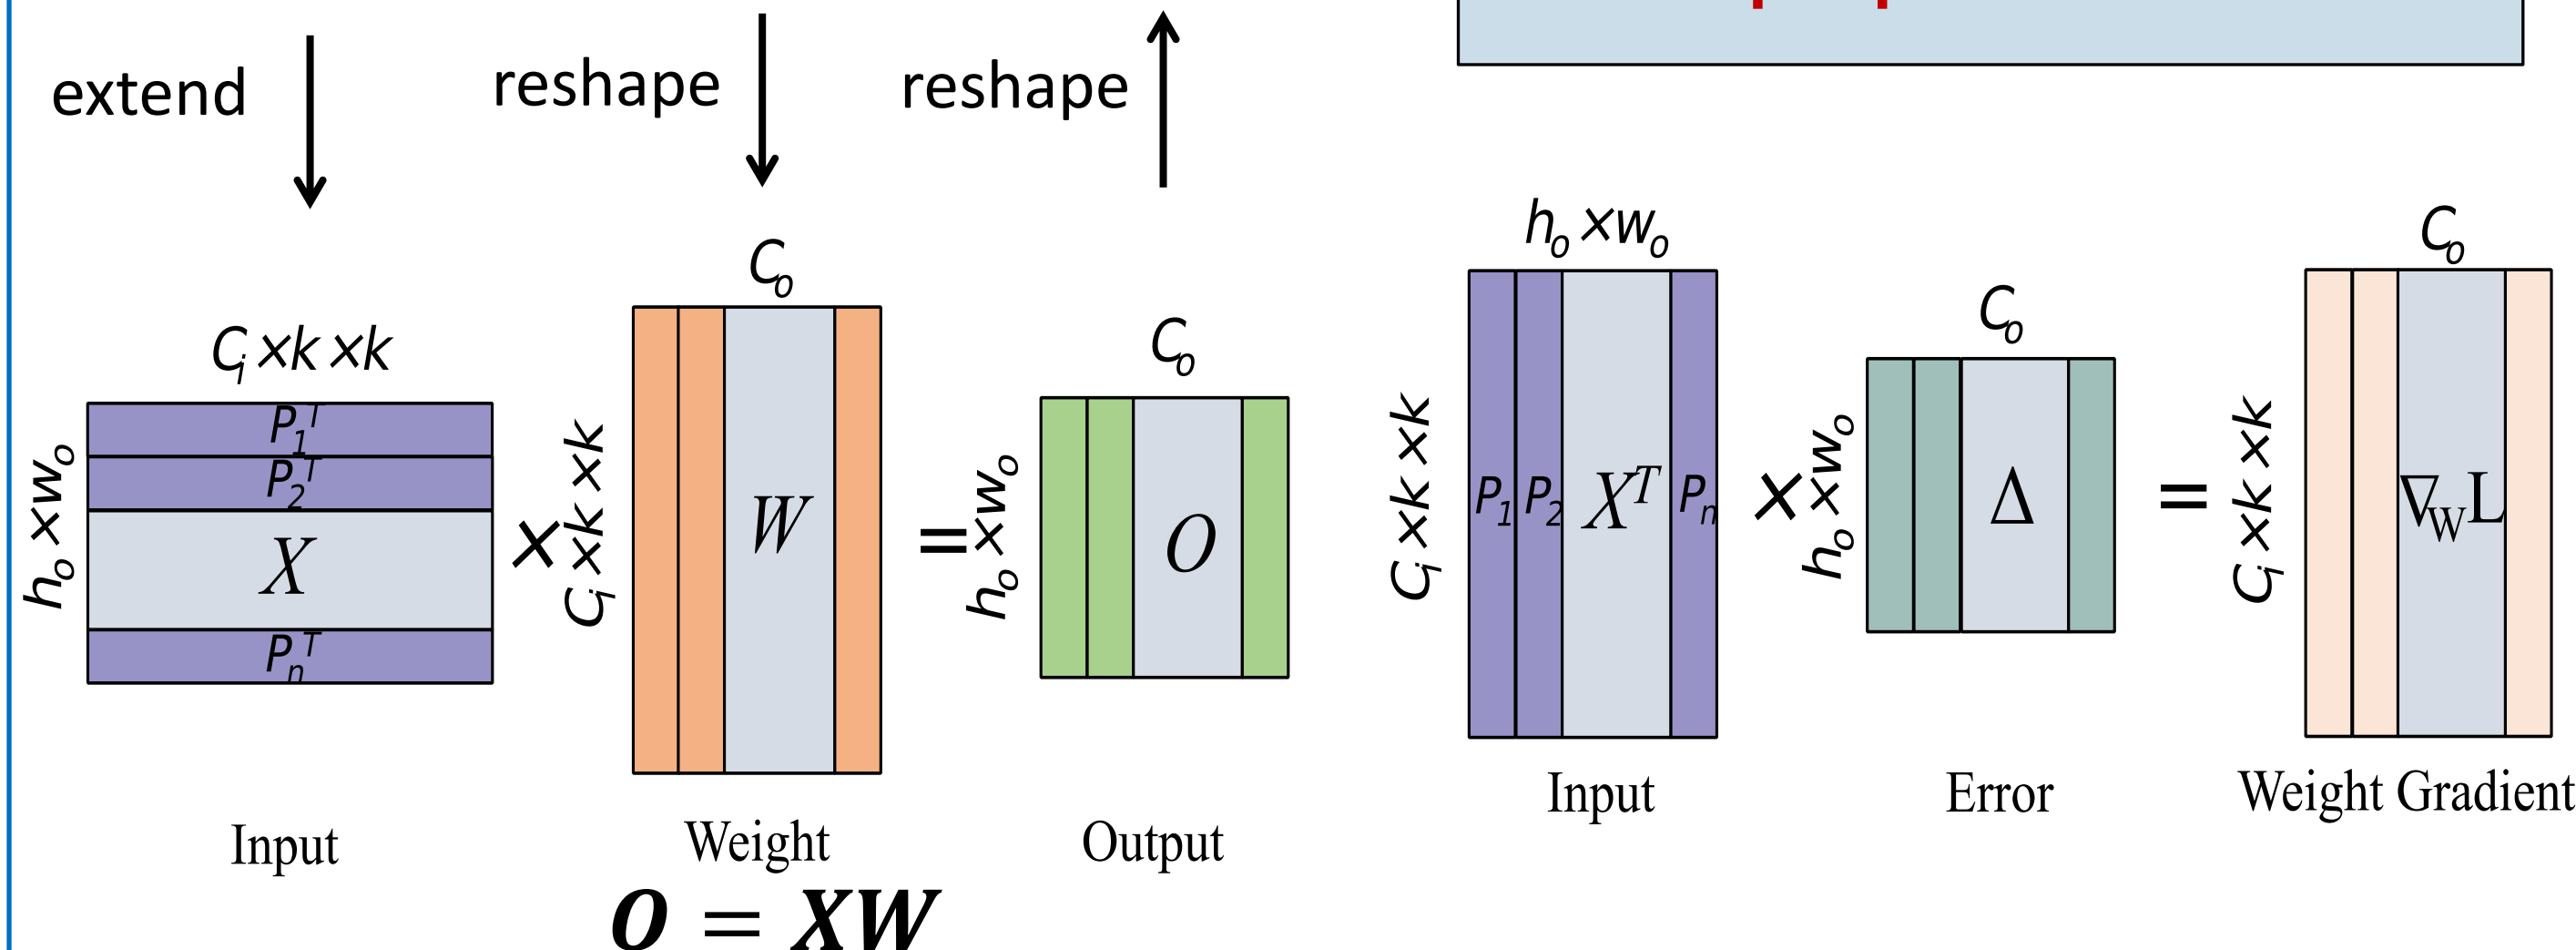 extend
reshape
reshape
C_i×k×k
h_o×w_o
P_1^T
P_2^T
X
P_n^T
×
C_i×k×k
C_o
W
=
h_o×w_o
C_o
O
h_o×w_o
C_i×k×k
P_1 P_2 X^T P_n
×
h_o×w_o
C_o
Δ
=
C_i×k×k
C_o
∇_W L
Input
Weight
Output
Input
Error
Weight Gradient
O = XW